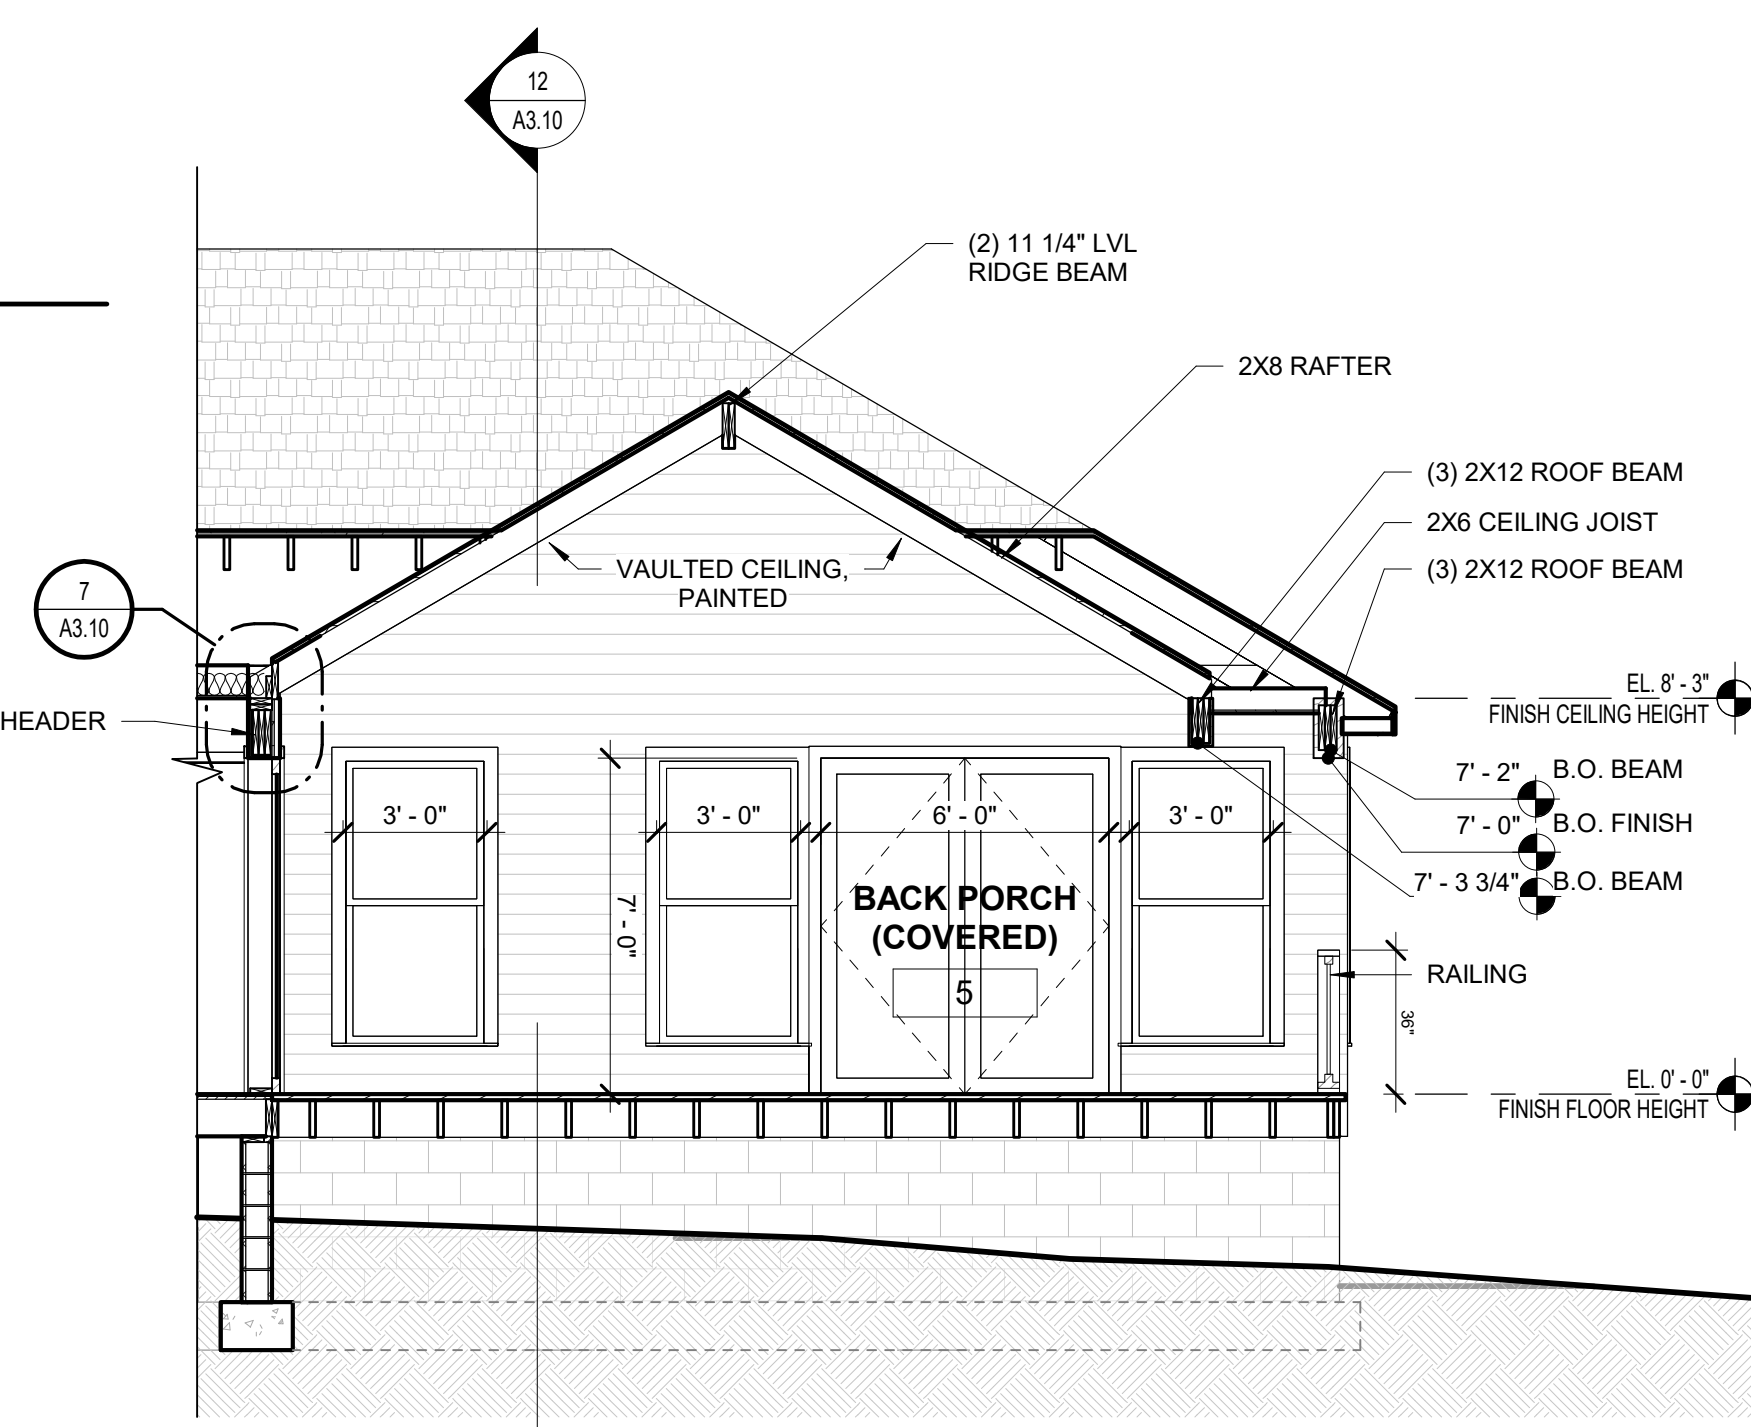 12
A3.10
(2) 11 1/4" LVL
RIDGE BEAM
2X8 RAFTER
(3) 2X12 ROOF BEAM
2X6 CEILING JOIST
(3) 2X12 ROOF BEAM
VAULTED CEILING,
PAINTED
7
A3.10
HEADER
EL. 8' - 3"
FINISH CEILING HEIGHT
7' - 2" B.O. BEAM
7' - 0" B.O. FINISH
7' - 3 3/4" B.O. BEAM
3' - 0"
3' - 0"
6' - 0"
3' - 0"
7' - 0"
BACK PORCH
(COVERED)
5
RAILING
36"
EL. 0' - 0"
FINISH FLOOR HEIGHT